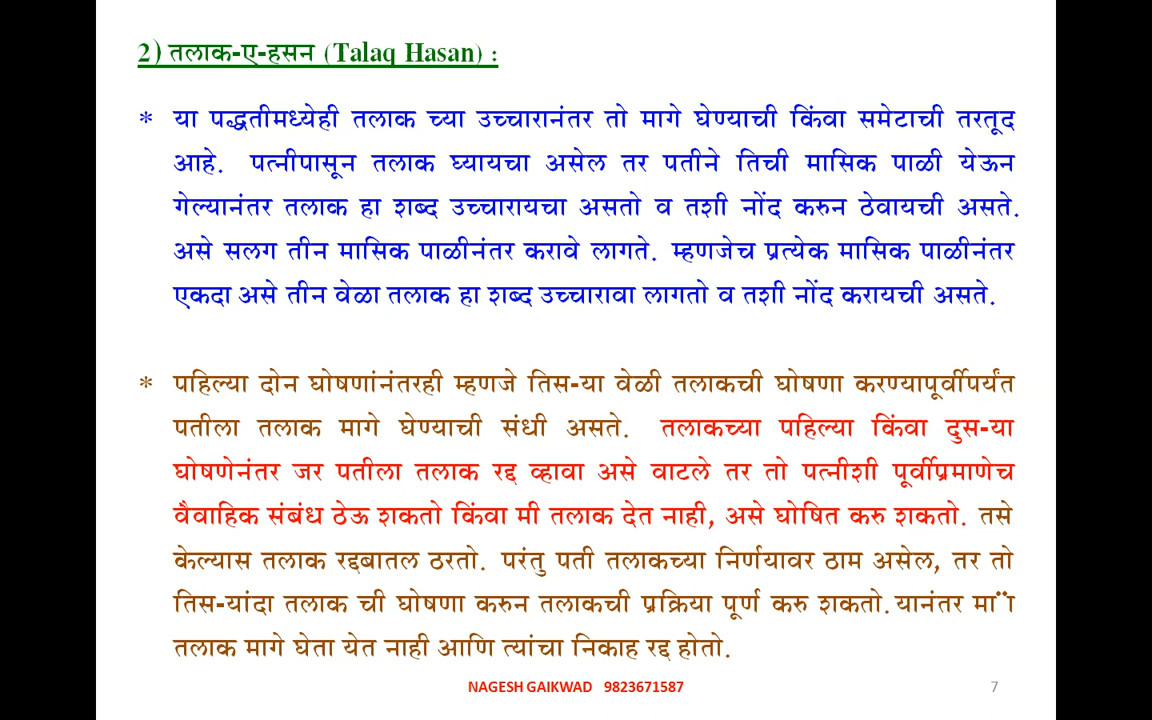 2) तलाक-ए-हसन (Talaq Hasan) :
* या पद्धतीमध्येही तलाक च्या उच्चारानंतर तो मागे घेण्याची किंवा समेटाची तरतूद
आहे. पत्नीपासून तलाक घ्यायचा असेल तर पतीने तिची मासिक पाळी येऊन
गेल्यानंतर तलाक हा शब्द उच्चारायचा असतो व तशी नोंद करुन ठेवायची असते.
असे सलग तीन मासिक पाळीनंतर करावे लागते. म्हणजेच प्रत्येक मासिक पाळीनंतर
एकदा असे तीन वेळा तलाक हा शब्द उच्चारावा लागतो व तशी नोंद करायची असते.
* पहिल्या दोन घोषणांनंतरही म्हणजे तिस-या वेळी तलाकची घोषणा करण्यापूर्वीपर्यंत
पतीला तलाक मागे घेण्याची संधी असते. तलाकच्या पहिल्या किंवा दुस-या
घोषणेनंतर जर पतीला तलाक रद्द व्हावा असे वाटले तर तो पत्नीशी पूर्वीप्रमाणेच
वैवाहिक संबंध ठेऊ शकतो किंवा मी तलाक देत नाही, असे घोषित करु शकतो. तसे
केल्यास तलाक रद्दबातल ठरतो. परंतु पती तलाकच्या निर्णयावर ठाम असेल, तर तो
तिस-यांदा तलाक ची घोषणा करुन तलाकची प्रक्रिया पूर्ण करु शकतो. यानंतर
तलाक मागे घेता येत नाही आणि त्यांचा निकाह रद्द होतो.
NAGESH GAIKWAD 9823671587
7